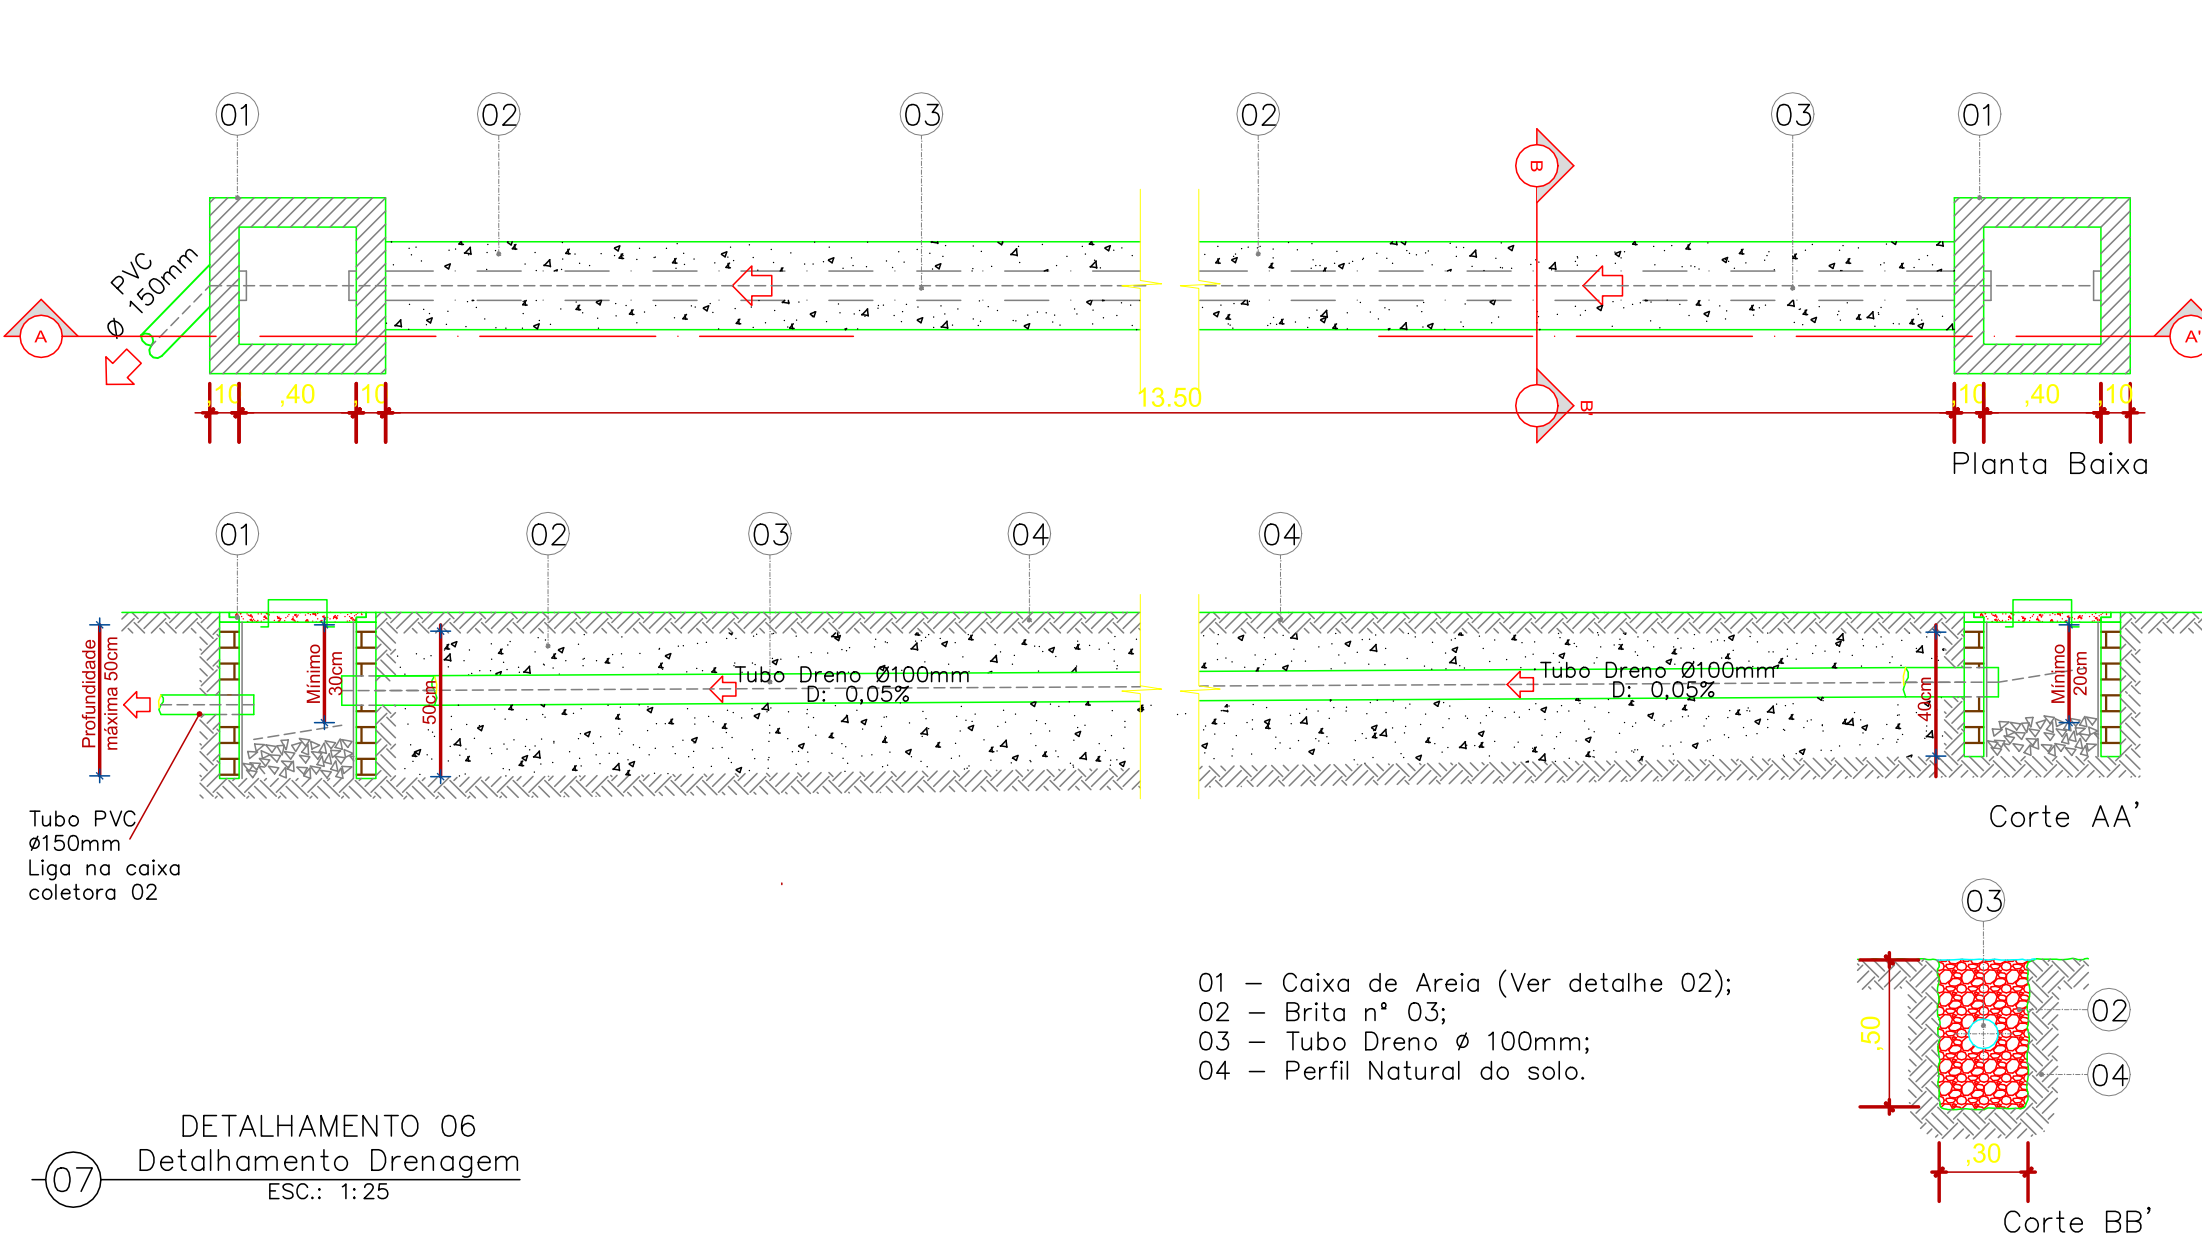 01
02
03
02
03
01
B
PVC
Ø 150mm
A
A'
,10
,40
,10
13.50
B'
,10
,40
,10
Planta Baixa
01
02
03
04
04
Profundidade
máxima 50cm
Mínimo
30cm
50cm
Tubo Dreno Ø100mm
D: 0,05%
Tubo Dreno Ø100mm
D: 0,05%
40cm
Mínimo
20cm
Tubo PVC
Ø150mm
Liga na caixa
coletora 02
Corte AA'
03
02
04
,50
,30
Corte BB'
01 – Caixa de Areia (Ver detalhe 02);
02 – Brita nº 03;
03 – Tubo Dreno Ø 100mm;
04 – Perfil Natural do solo.
DETALHAMENTO 06
07
Detalhamento Drenagem
ESC.: 1:25